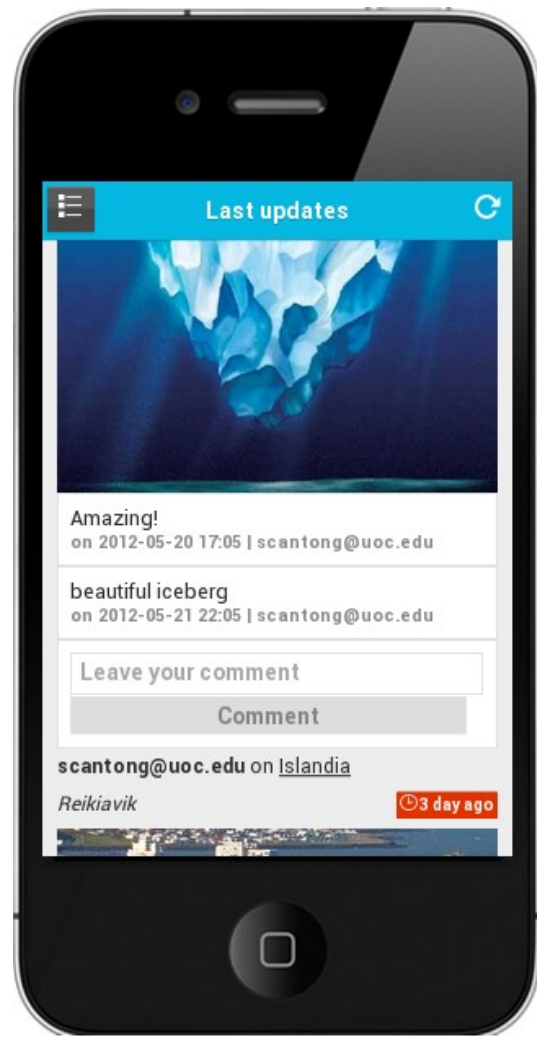 Last updates
Amazing!
on 2012-05-20 17:05 | scantong@uoc.edu
beautiful iceberg
on 2012-05-21 22:05 | scantong@uoc.edu
Leave your comment
Comment
scantong@uoc.edu on Islandia
Reikiavik
3 day ago